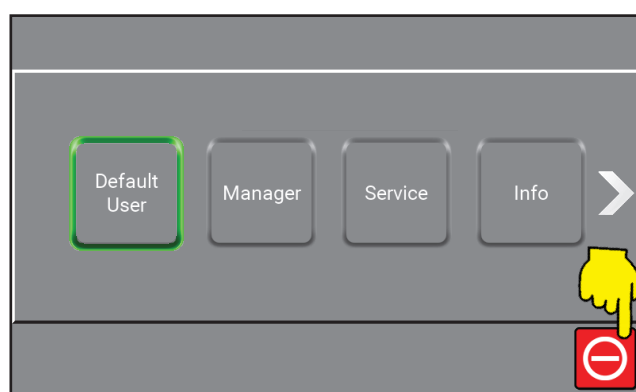 Default
User
Manager
Service
Info